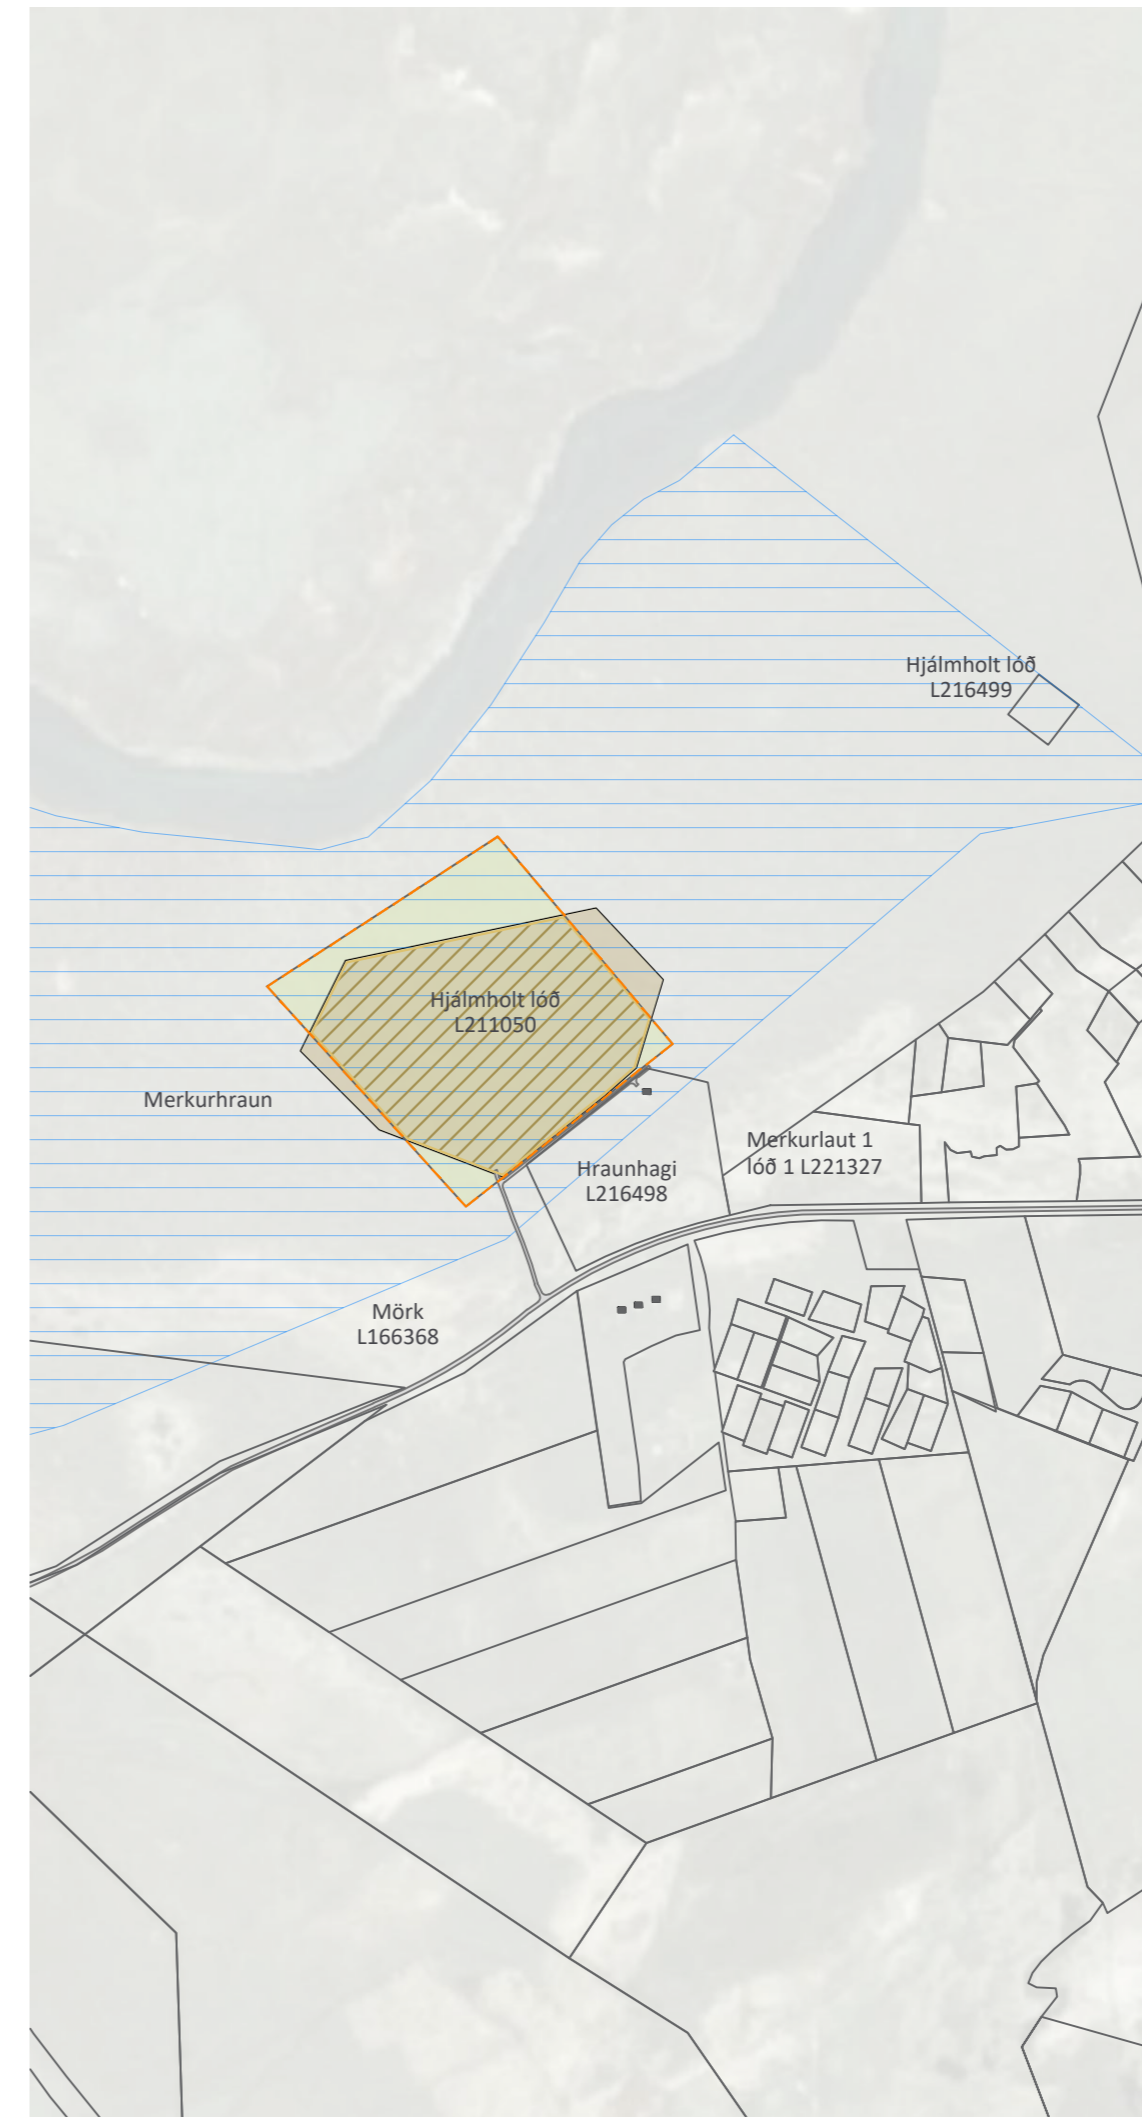 Hjálmholt lóð
L216499
Hjálmholt lóð
L211050
Merkurhraun
Merkurlaut 1
lóð 1 L221327
Hraunhagi
L216498
Mörk
L166368